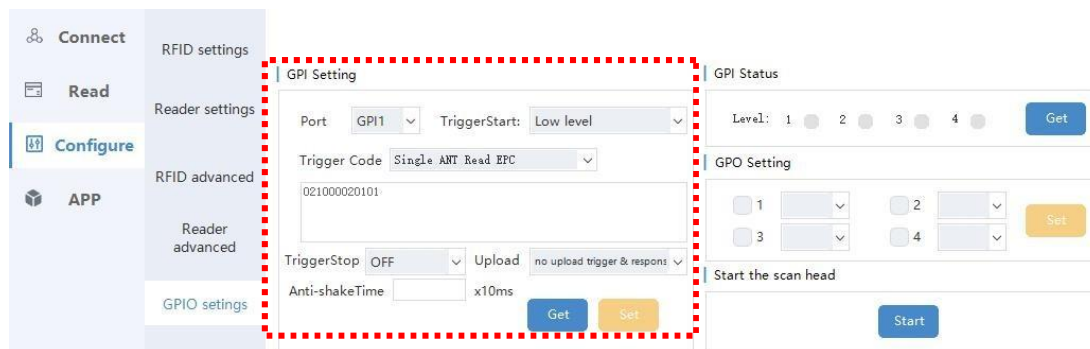 Connect
Read
Configure
APP
RFID settings
Reader settings
RFID advanced
Reader
advanced
GPIO setings
GPI Setting
Port GPI1 TriggerStart: Low level
Trigger Code Single ANT Read EPC
021000020101
TriggerStop OFF Upload no upload trigger & respons
Anti-shakeTime x10ms
Get Set
GPI Status
Level: 1 2 3 4 Get
GPO Setting
1 2
3 4
Set
Start the scan head
Start